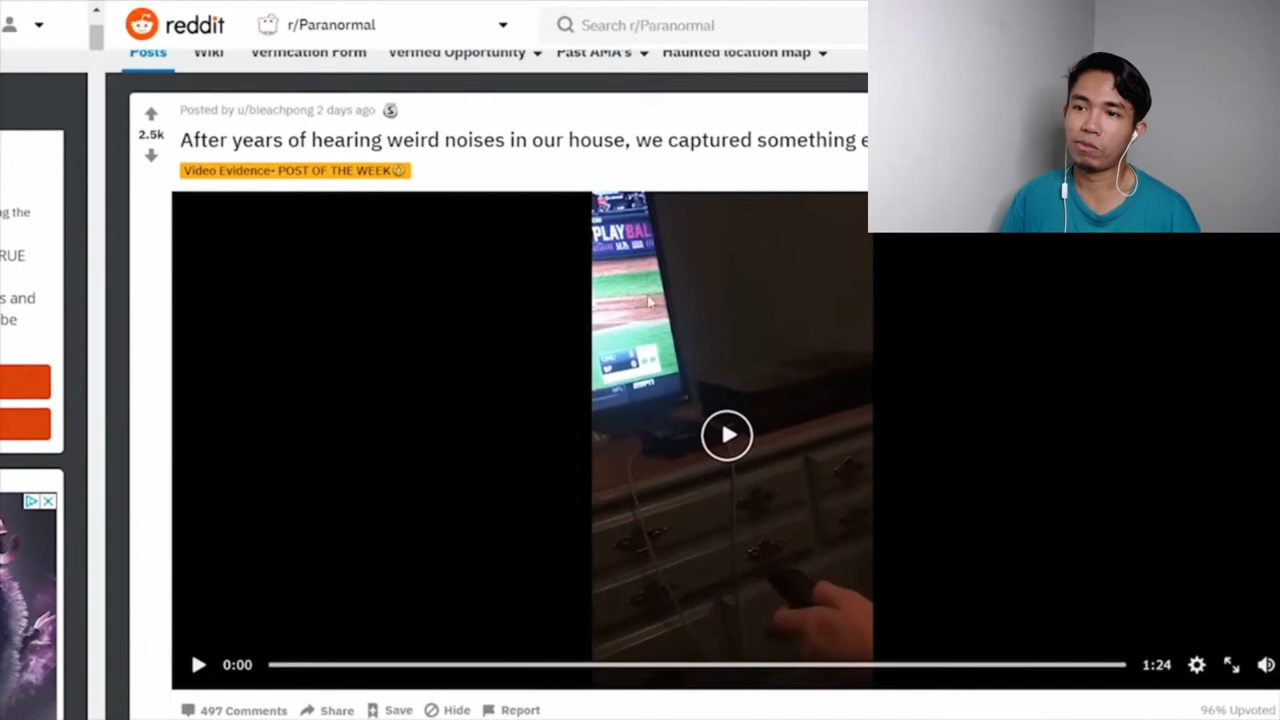 reddit
r/Paranormal
Search r/Paranormal
Posts Wiki Verification Form Verified Opportunity Past AMA's Haunted location map
Posted by u/bleachpong 2 days ago
2.5k
After years of hearing weird noises in our house, we captured something e
Video Evidence- POST OF THE WEEK
g the
RUE
s and
be
PLAYBAL
ESPN
0:00
1:24
497 Comments Share Save Hide Report
96% Upvoted